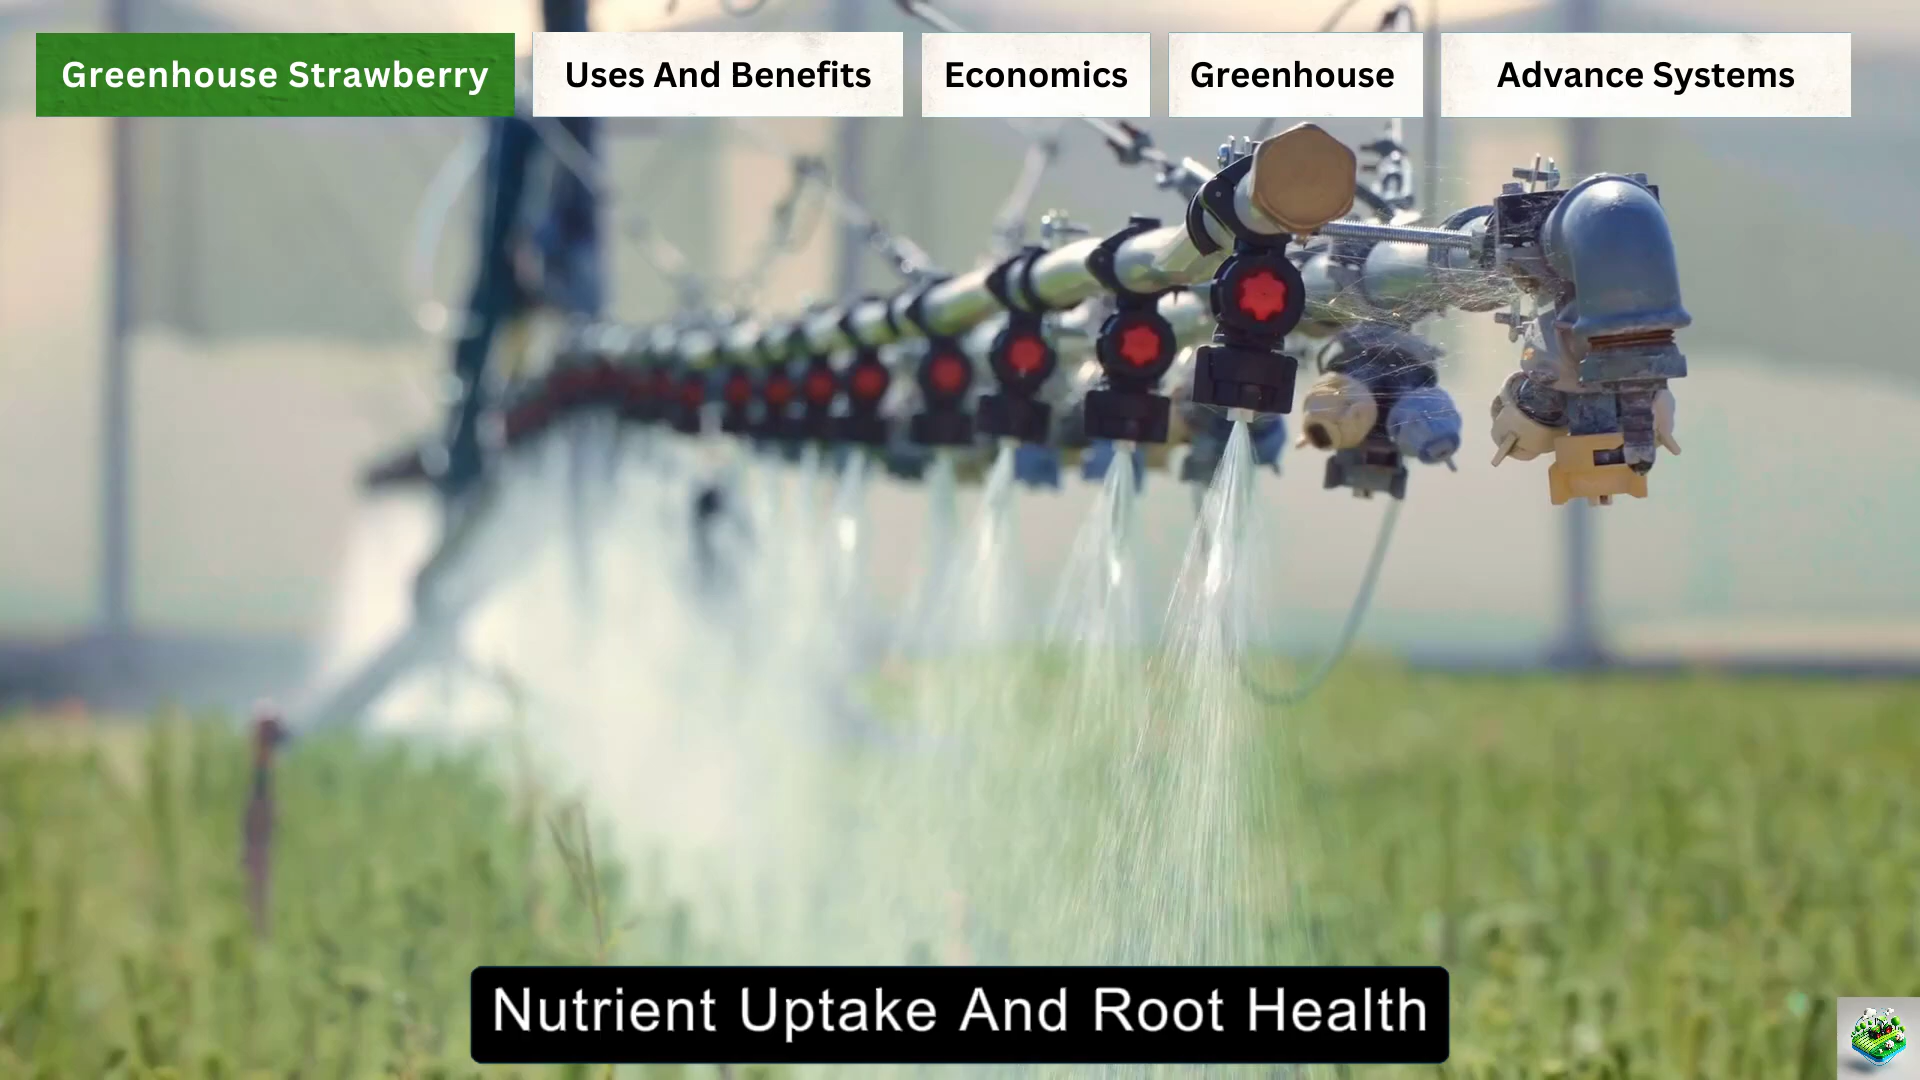 Greenhouse Strawberry
Uses And Benefits
Economics
Greenhouse
Advance Systems
Nutrient Uptake And Root Health